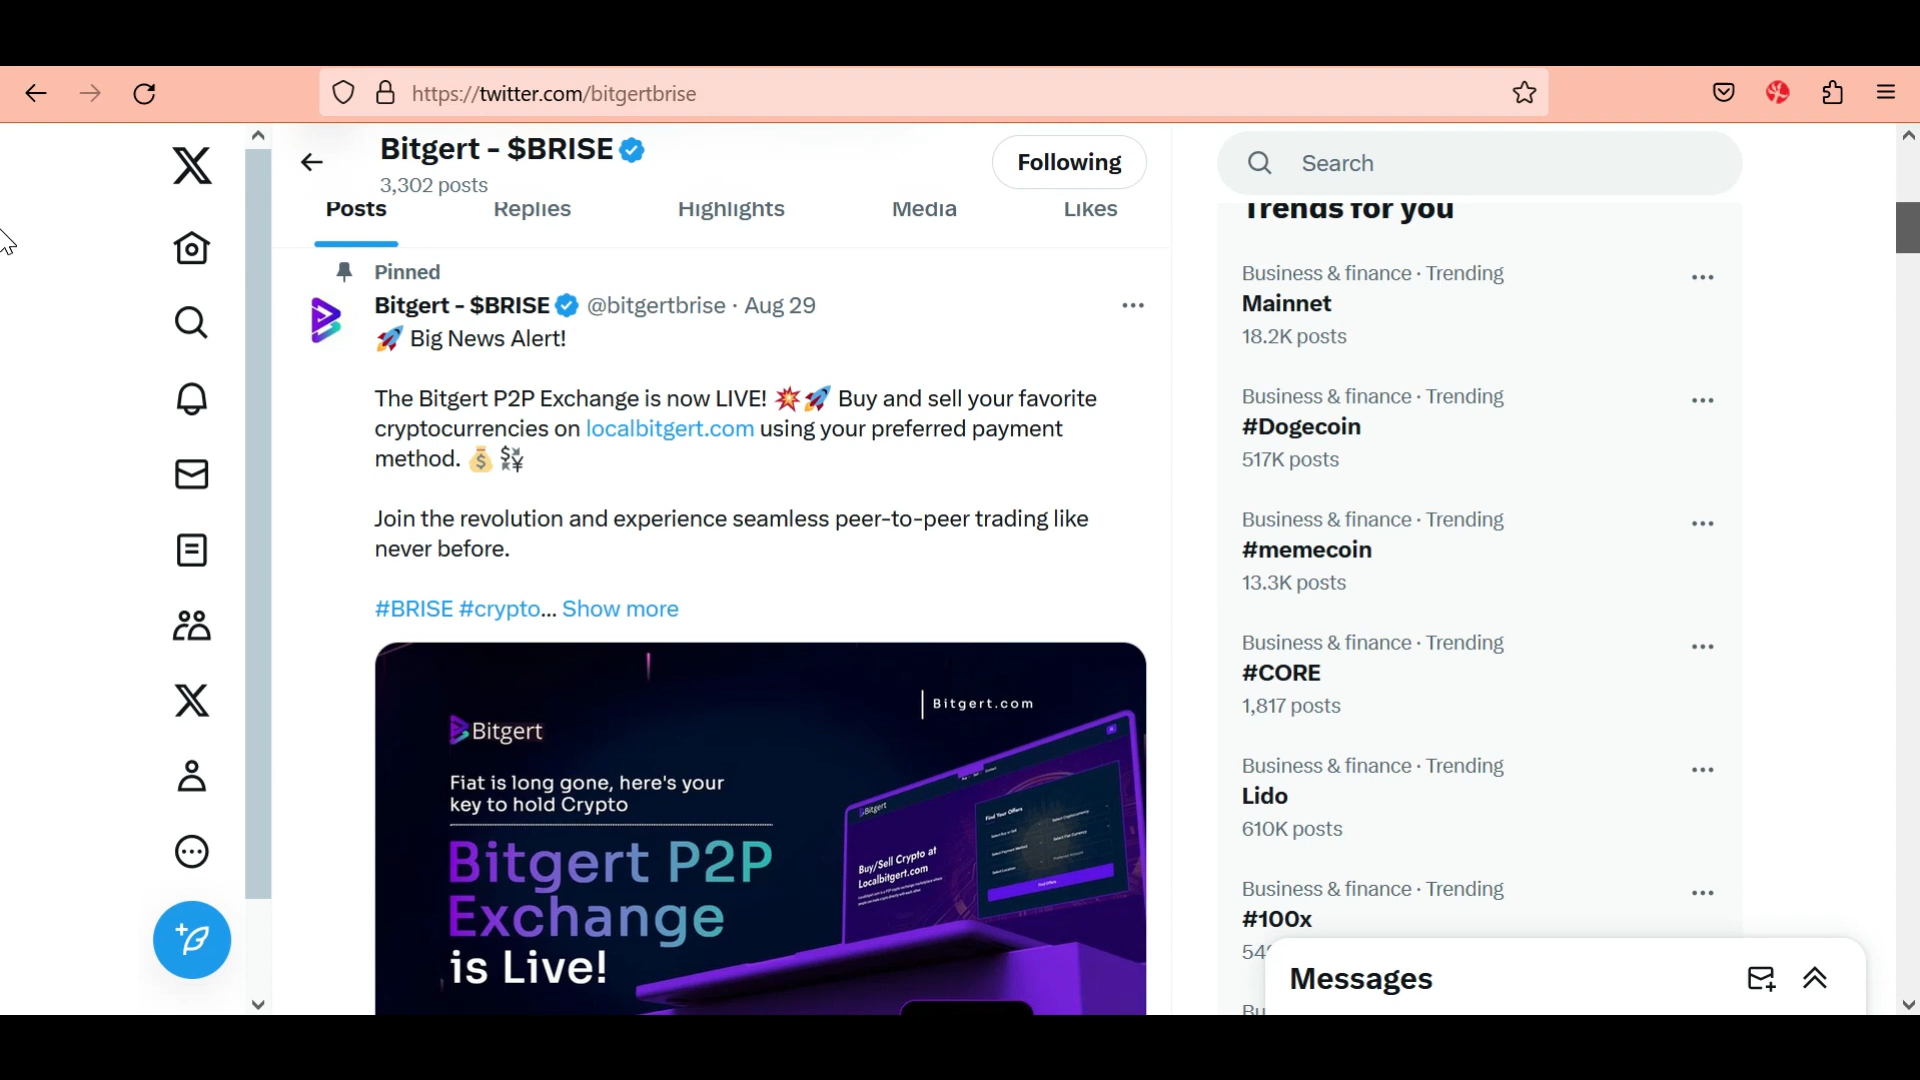 https://twitter.com/bitgertbrise
Bitgert - $BRISE
3,302 posts
Following
Search
Posts
Replies
Highlights
Media
Likes
Pinned
Bitgert - $BRISE @bitgertbrise · Aug 29
🚀 Big News Alert!
The Bitgert P2P Exchange is now LIVE! 💥🚀 Buy and sell your favorite
cryptocurrencies on localbitgert.com using your preferred payment
method. 💰 💱
Join the revolution and experience seamless peer-to-peer trading like
never before.
#BRISE #crypto... Show more
Bitgert.com
Bitgert
Fiat is long gone, here's your
key to hold Crypto
Bitgert P2P
Exchange
is Live!
Bitgert
Buy/Sell Crypto at
Localbitgert.com
Find Your Offers
Trends for you
Business & finance · Trending
Mainnet
18.2K posts
Business & finance · Trending
#Dogecoin
517K posts
Business & finance · Trending
#memecoin
13.3K posts
Business & finance · Trending
#CORE
1,817 posts
Business & finance · Trending
Lido
610K posts
Business & finance · Trending
#100x
Messages